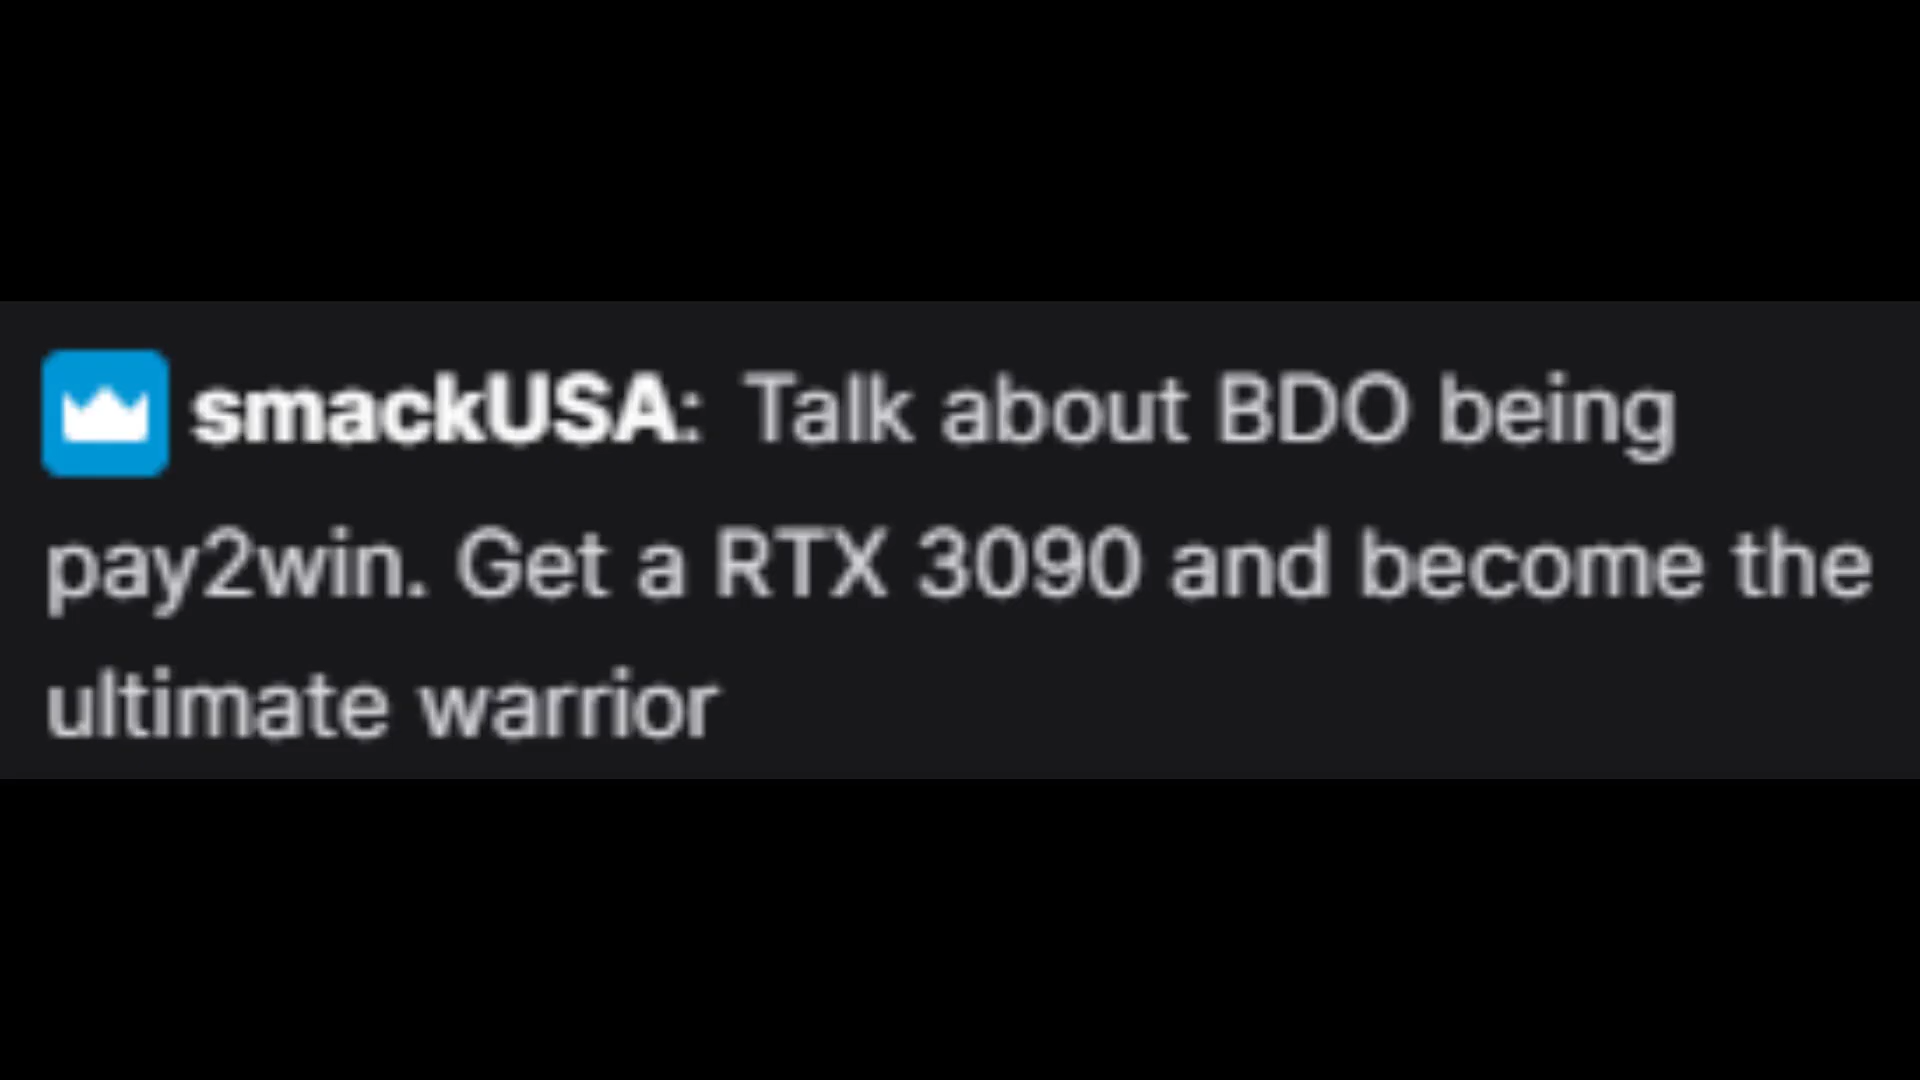 smackUSA: Talk about BDO being
pay2win. Get a RTX 3090 and become the
ultimate warrior